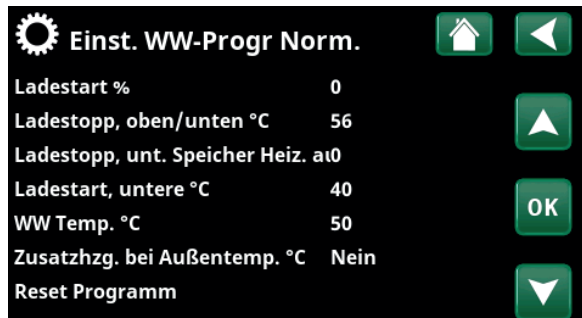 Einst. WW-Progr Norm.
Ladestart % 0
Ladestopp, oben/unten °C 56
Ladestopp, unt. Speicher Heiz. au0
Ladestart, untere °C 40
WW Temp. °C 50
OK
Zusatzhzg. bei Außentemp. °C Nein
Reset Programm